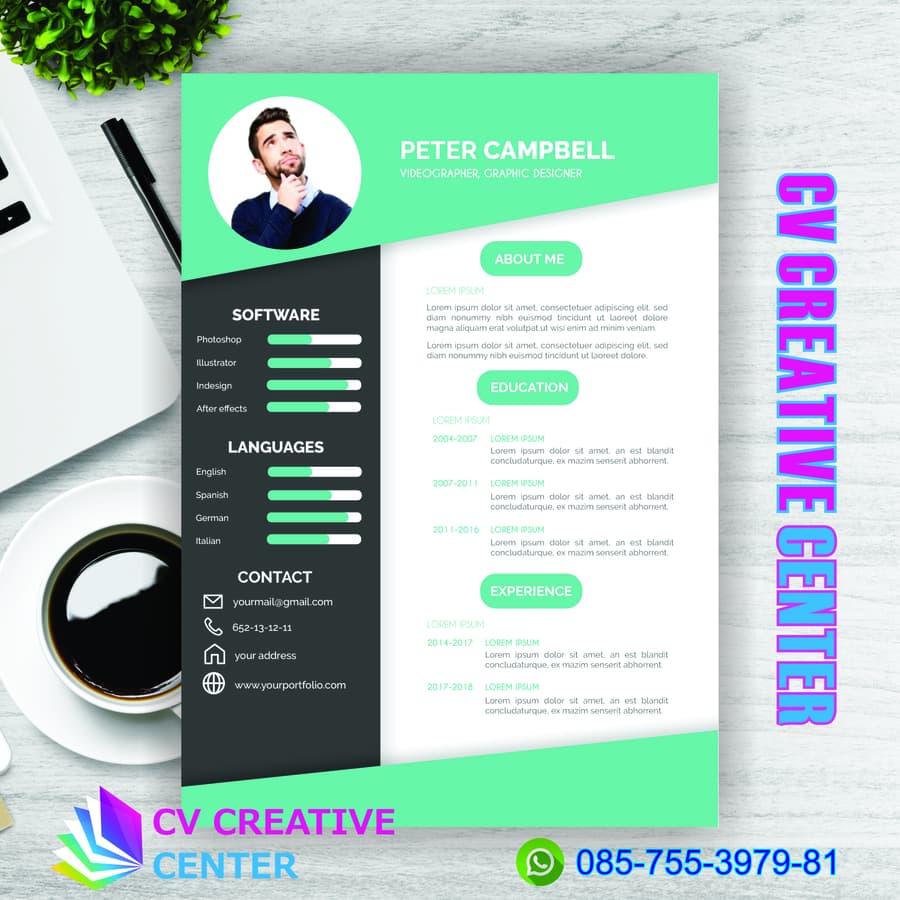 PETER CAMPBELL
VIDEOGRAPHER, GRAPHIC DESIGNER
SOFTWARE
Photoshop
Illustrator
Indesign
After effects
LANGUAGES
English
Spanish
German
Italian
CONTACT
yourmail@gmail.com
652-13-12-11
your address
www.yourportfolio.com
ABOUT ME
LOREM IPSUM
Lorem ipsum dolor sit amet, consectetuer adipiscing elit, sed
diam nonummy nibh euismod tincidunt ut laoreet dolore
magna aliquam erat volutpat.ut wisi enim ad minim veniam.
Lorem ipsum dolor sit amet, consectetuer adipiscing elit, sed
diam nonummy nibh euismod tincidunt ut laoreet dolore.
EDUCATION
LOREM IPSUM
2004-2007 LOREM IPSUM
Lorem ipsum dolor sit amet, est an blandit
concludaturque, ex mazim senserit abhorrent.
2007-2011 LOREM IPSUM
Lorem ipsum dolor sit amet, est an blandit
concludaturque, ex mazim senserit abhorrent.
2011-2016 LOREM IPSUM
Lorem ipsum dolor sit amet, est an blandit
concludaturque, ex mazim senserit abhorrent.
EXPERIENCE
LOREM IPSUM
2014-2017 LOREM IPSUM
Lorem ipsum dolor sit amet, est an blandit
concludaturque, ex mazim senserit abhorrent.
2017-2018 LOREM IPSUM
Lorem ipsum dolor sit amet, est an blandit
concludaturque, ex mazim senserit abhorrent.
CV CREATIVE CENTER
CV CREATIVE
CENTER
085-755-3979-81